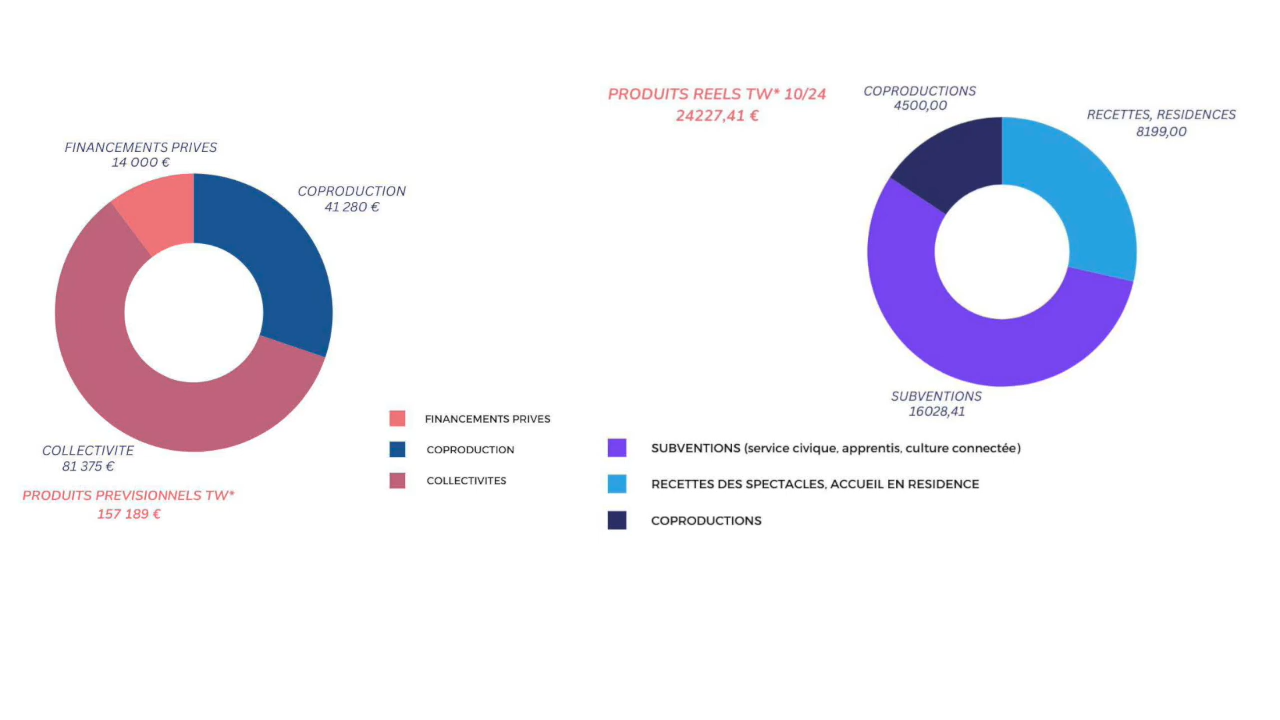 FINANCEMENTS PRIVES
14 000 €
COPRODUCTION
41 280 €
COLLECTIVITE
81 375 €
PRODUITS PREVISIONNELS TW*
157 189 €
FINANCEMENTS PRIVES
COPRODUCTION
COLLECTIVITES
PRODUITS REELS TW* 10/24
24227,41 €
COPRODUCTIONS
4500,00
RECETTES, RESIDENCES
8199,00
SUBVENTIONS
16028,41
SUBVENTIONS (service civique, apprentis, culture connectée)
RECETTES DES SPECTACLES, ACCUEIL EN RESIDENCE
COPRODUCTIONS